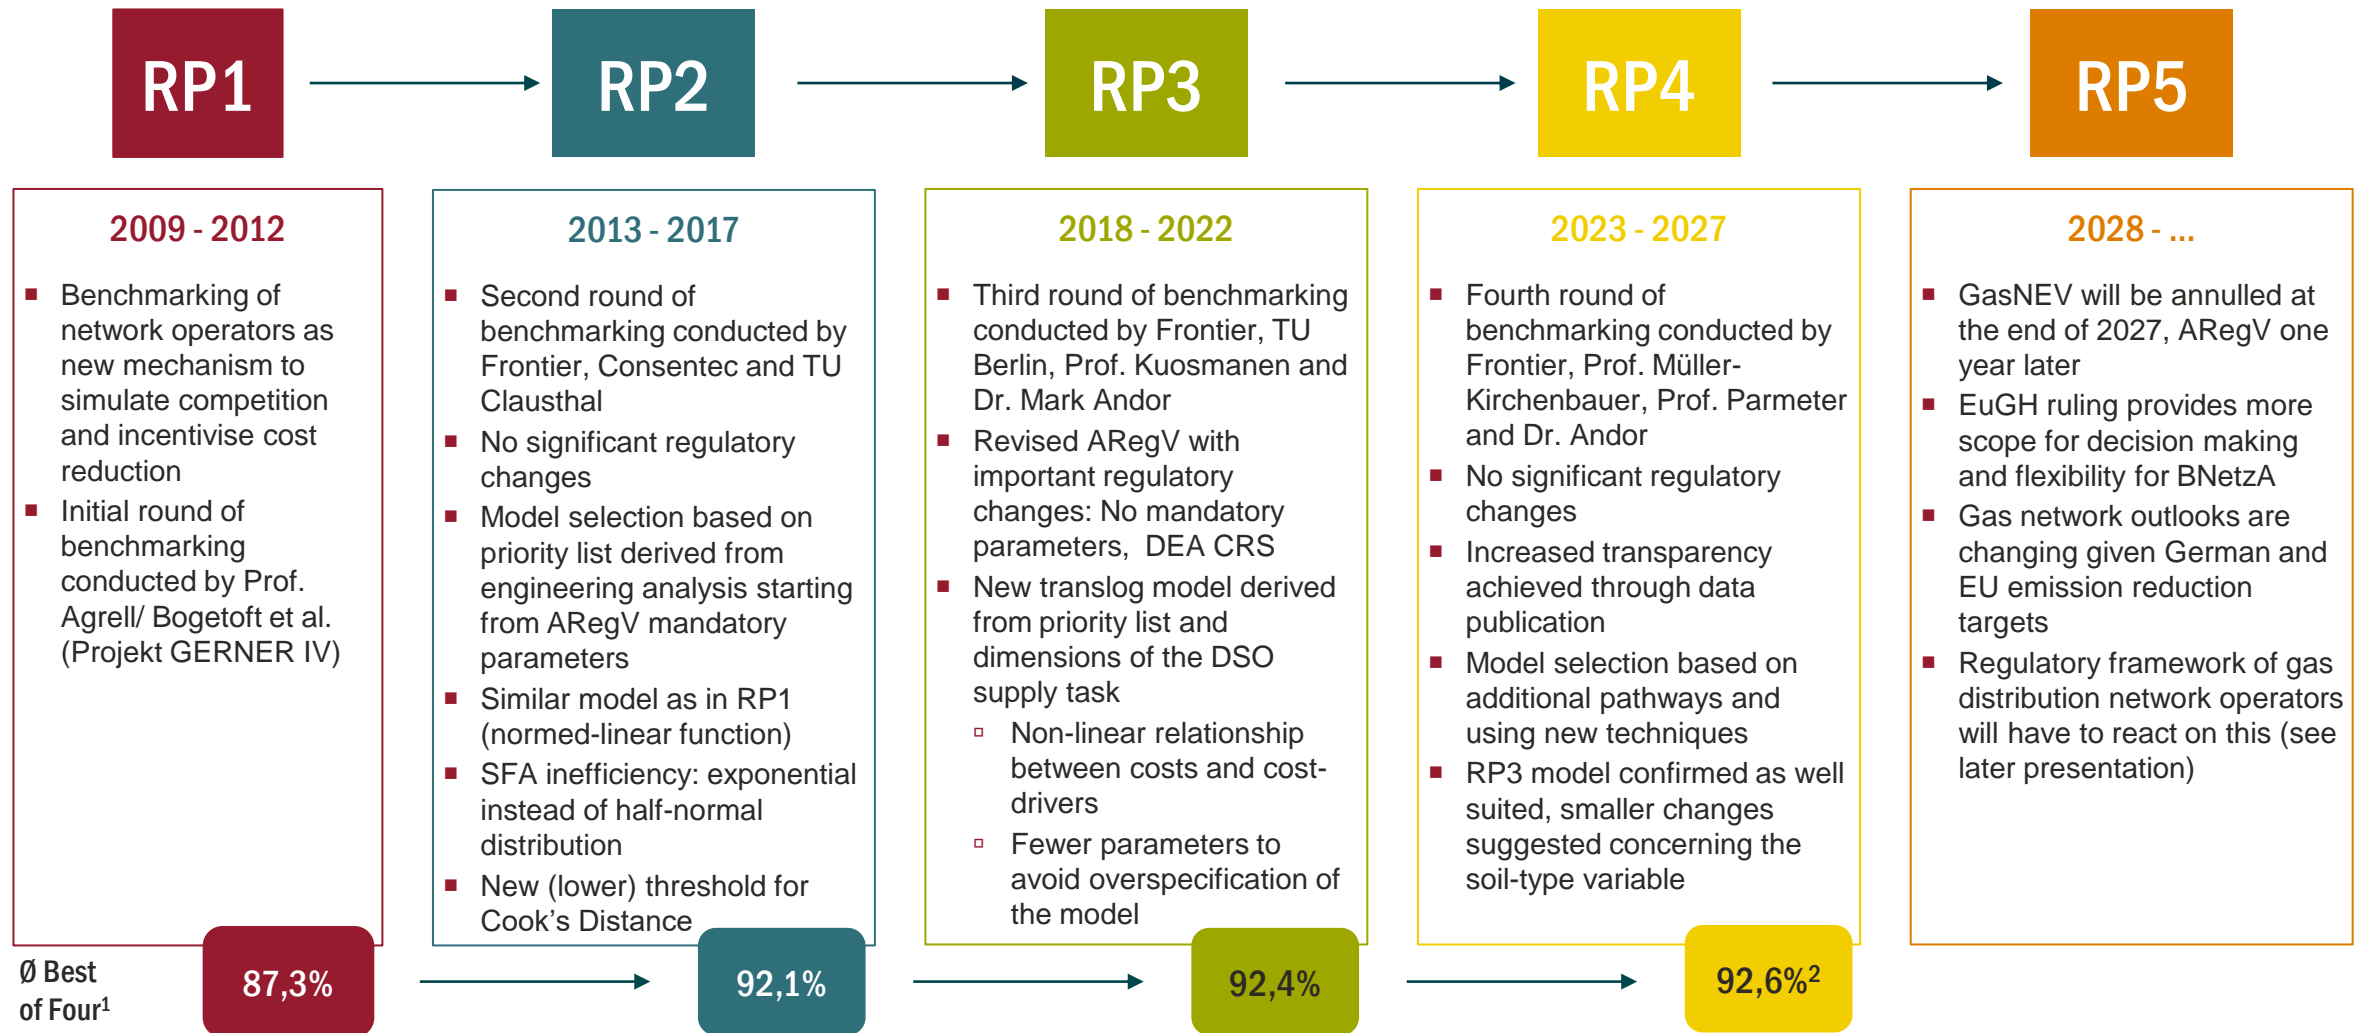 RP1
RP2
RP3
RP4
RP5
2009 - 2012
▪ Benchmarking of
network operators as
new mechanism to
simulate competition
and incentivise cost
reduction
▪ Initial round of
benchmarking
conducted by Prof.
Agrell/ Bogetoft et al.
(Projekt GERNER IV)
2013 - 2017
▪ Second round of
benchmarking conducted by
Frontier, Consentec and TU
Clausthal
▪ No significant regulatory
changes
▪ Model selection based on
priority list derived from
engineering analysis starting
from ARegV mandatory
parameters
▪ Similar model as in RP1
(normed-linear function)
▪ SFA inefficiency: exponential
instead of half-normal
distribution
▪ New (lower) threshold for
Cook's Distance
2018 - 2022
▪ Third round of benchmarking
conducted by Frontier, TU
Berlin, Prof. Kuosmanen and
Dr. Mark Andor
▪ Revised ARegV with
important regulatory
changes: No mandatory
parameters, DEA CRS
▪ New translog model derived
from priority list and
dimensions of the DSO
supply task
▫ Non-linear relationship
between costs and cost-
drivers
▫ Fewer parameters to
avoid overspecification of
the model
2023 - 2027
▪ Fourth round of
benchmarking conducted by
Frontier, Prof. Müller-
Kirchenbauer, Prof. Parmeter
and Dr. Andor
▪ No significant regulatory
changes
▪ Increased transparency
achieved through data
publication
▪ Model selection based on
additional pathways and
using new techniques
▪ RP3 model confirmed as well
suited, smaller changes
suggested concerning the
soil-type variable
2028 - ...
▪ GasNEV will be annulled at
the end of 2027, ARegV one
year later
▪ EuGH ruling provides more
scope for decision making
and flexibility for BNetzA
▪ Gas network outlooks are
changing given German and
EU emission reduction
targets
▪ Regulatory framework of gas
distribution network operators
will have to react on this (see
later presentation)
Ø Best
of Four¹
87,3%
92,1%
92,4%
92,6%²